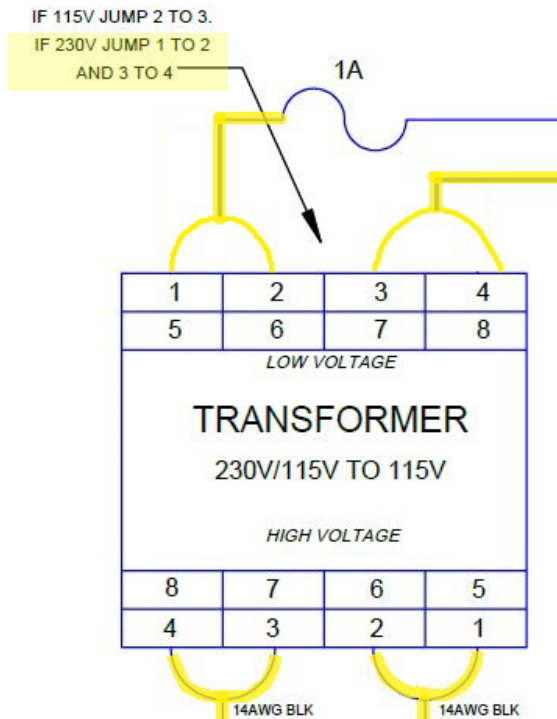 IF 115V JUMP 2 TO 3.
IF 230V JUMP 1 TO 2
AND 3 TO 4
1A
1 2 3 4
5 6 7 8
LOW VOLTAGE
TRANSFORMER
230V/115V TO 115V
HIGH VOLTAGE
8 7 6 5
4 3 2 1
14AWG BLK 14AWG BLK